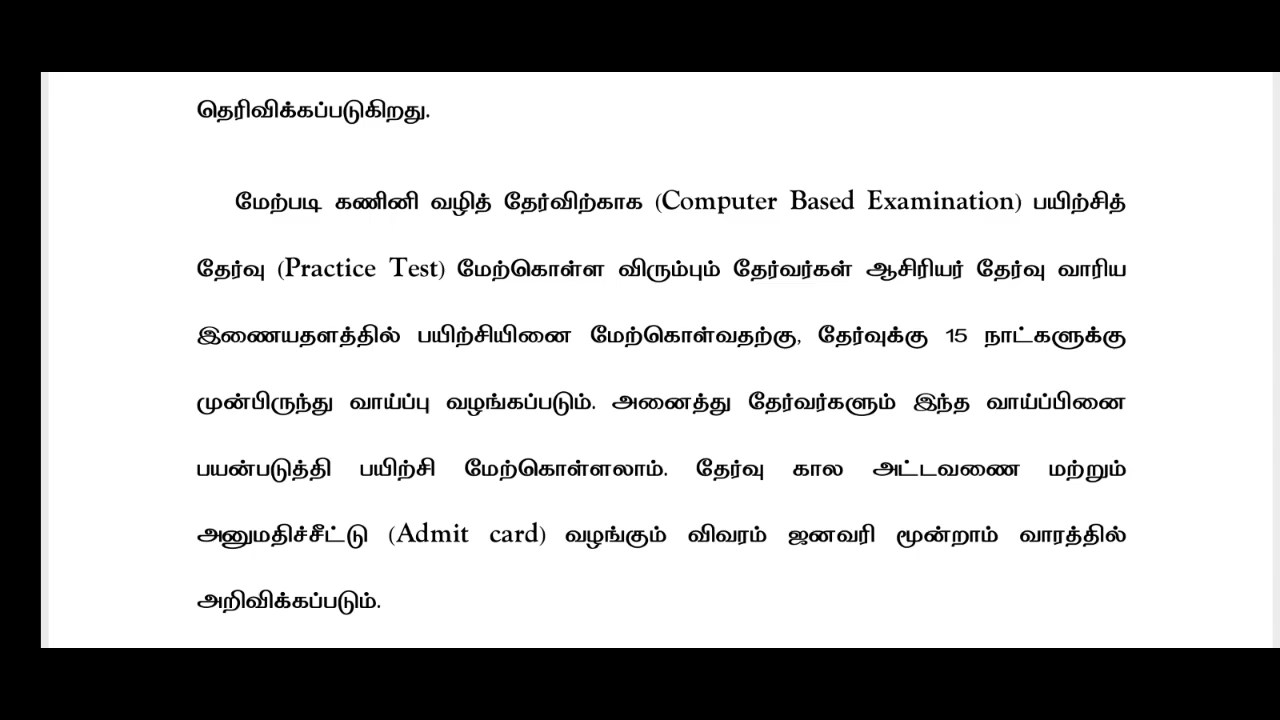 தெரிவிக்கப்படுகிறது.
மேற்படி கணினி வழித் தேர்விற்காக (Computer Based Examination) பயிற்சித்
தேர்வு (Practice Test) மேற்கொள்ள விரும்பும் தேர்வர்கள் ஆசிரியர் தேர்வு வாரிய
இணையதளத்தில் பயிற்சியினை மேற்கொள்வதற்கு, தேர்வுக்கு 15 நாட்களுக்கு
முன்பிருந்து வாய்ப்பு வழங்கப்படும். அனைத்து தேர்வர்களும் இந்த வாய்ப்பினை
பயன்படுத்தி பயிற்சி மேற்கொள்ளலாம். தேர்வு கால அட்டவணை மற்றும்
அனுமதிச்சீட்டு (Admit card) வழங்கும் விவரம் ஜனவரி மூன்றாம் வாரத்தில்
அறிவிக்கப்படும்.